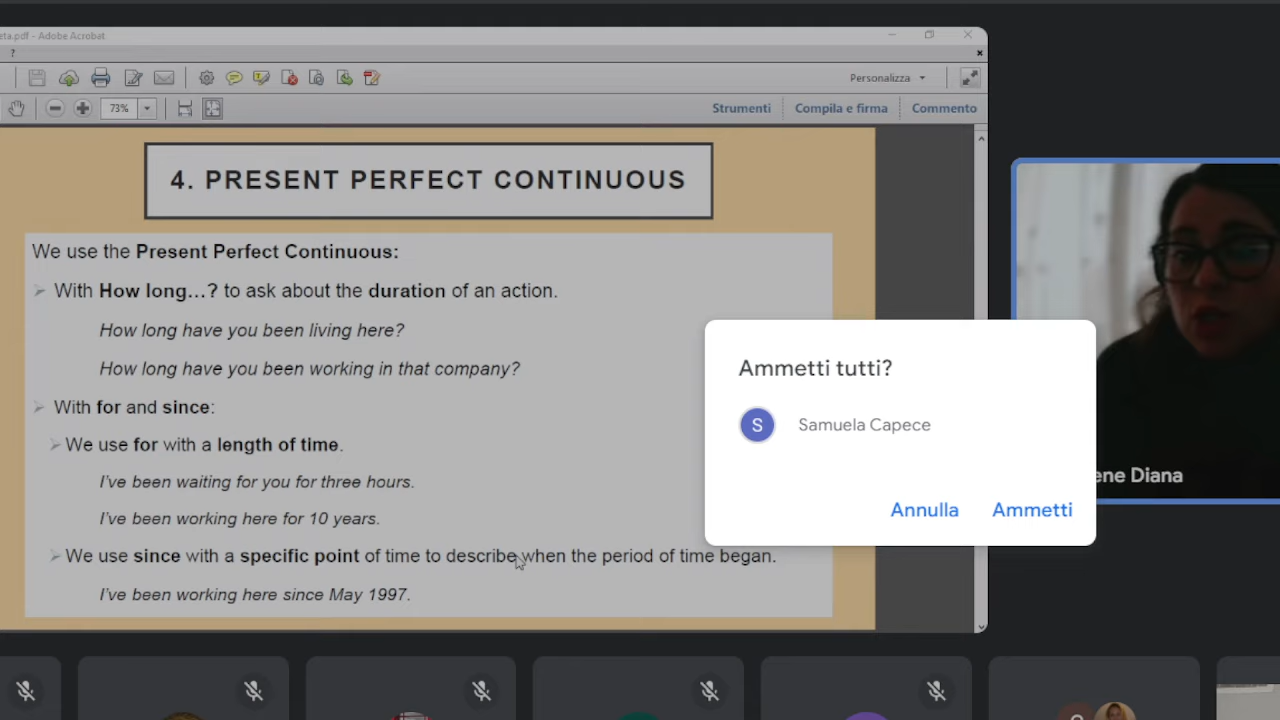 eta.pdf - Adobe Acrobat
?
Personalizza
73%
Strumenti
Compila e firma
Commento
4. PRESENT PERFECT CONTINUOUS
We use the Present Perfect Continuous:
With How long...? to ask about the duration of an action.
How long have you been living here?
How long have you been working in that company?
With for and since:
We use for with a length of time.
I've been waiting for you for three hours.
I've been working here for 10 years.
We use since with a specific point of time to describe when the period of time began.
I've been working here since May 1997.
Ammetti tutti?
S
Samuela Capece
Annulla
Ammetti
ene Diana